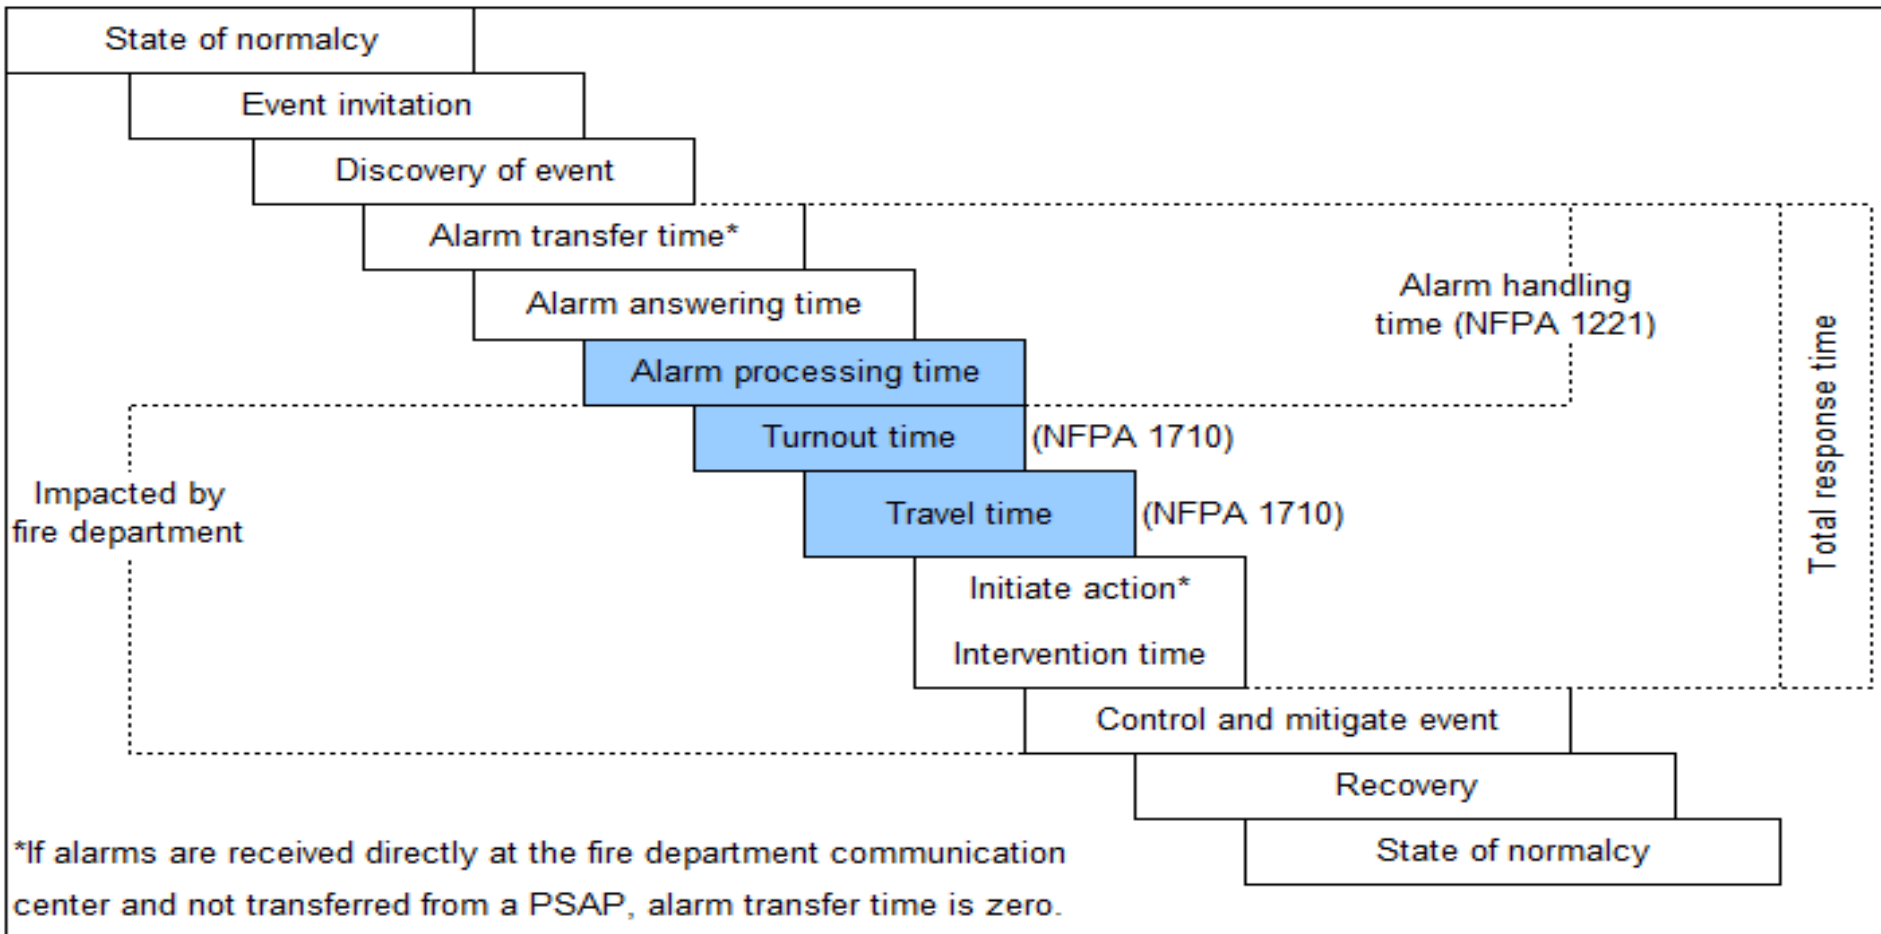 State of normalcy
Event invitation
Discovery of event
Alarm transfer time*
Alarm answering time
Alarm handling
time (NFPA 1221)
Alarm processing time
Turnout time
(NFPA 1710)
Travel time
(NFPA 1710)
Impacted by
fire department
Total response time
Initiate action*
Intervention time
Control and mitigate event
Recovery
State of normalcy
*If alarms are received directly at the fire department communication
center and not transferred from a PSAP, alarm transfer time is zero.